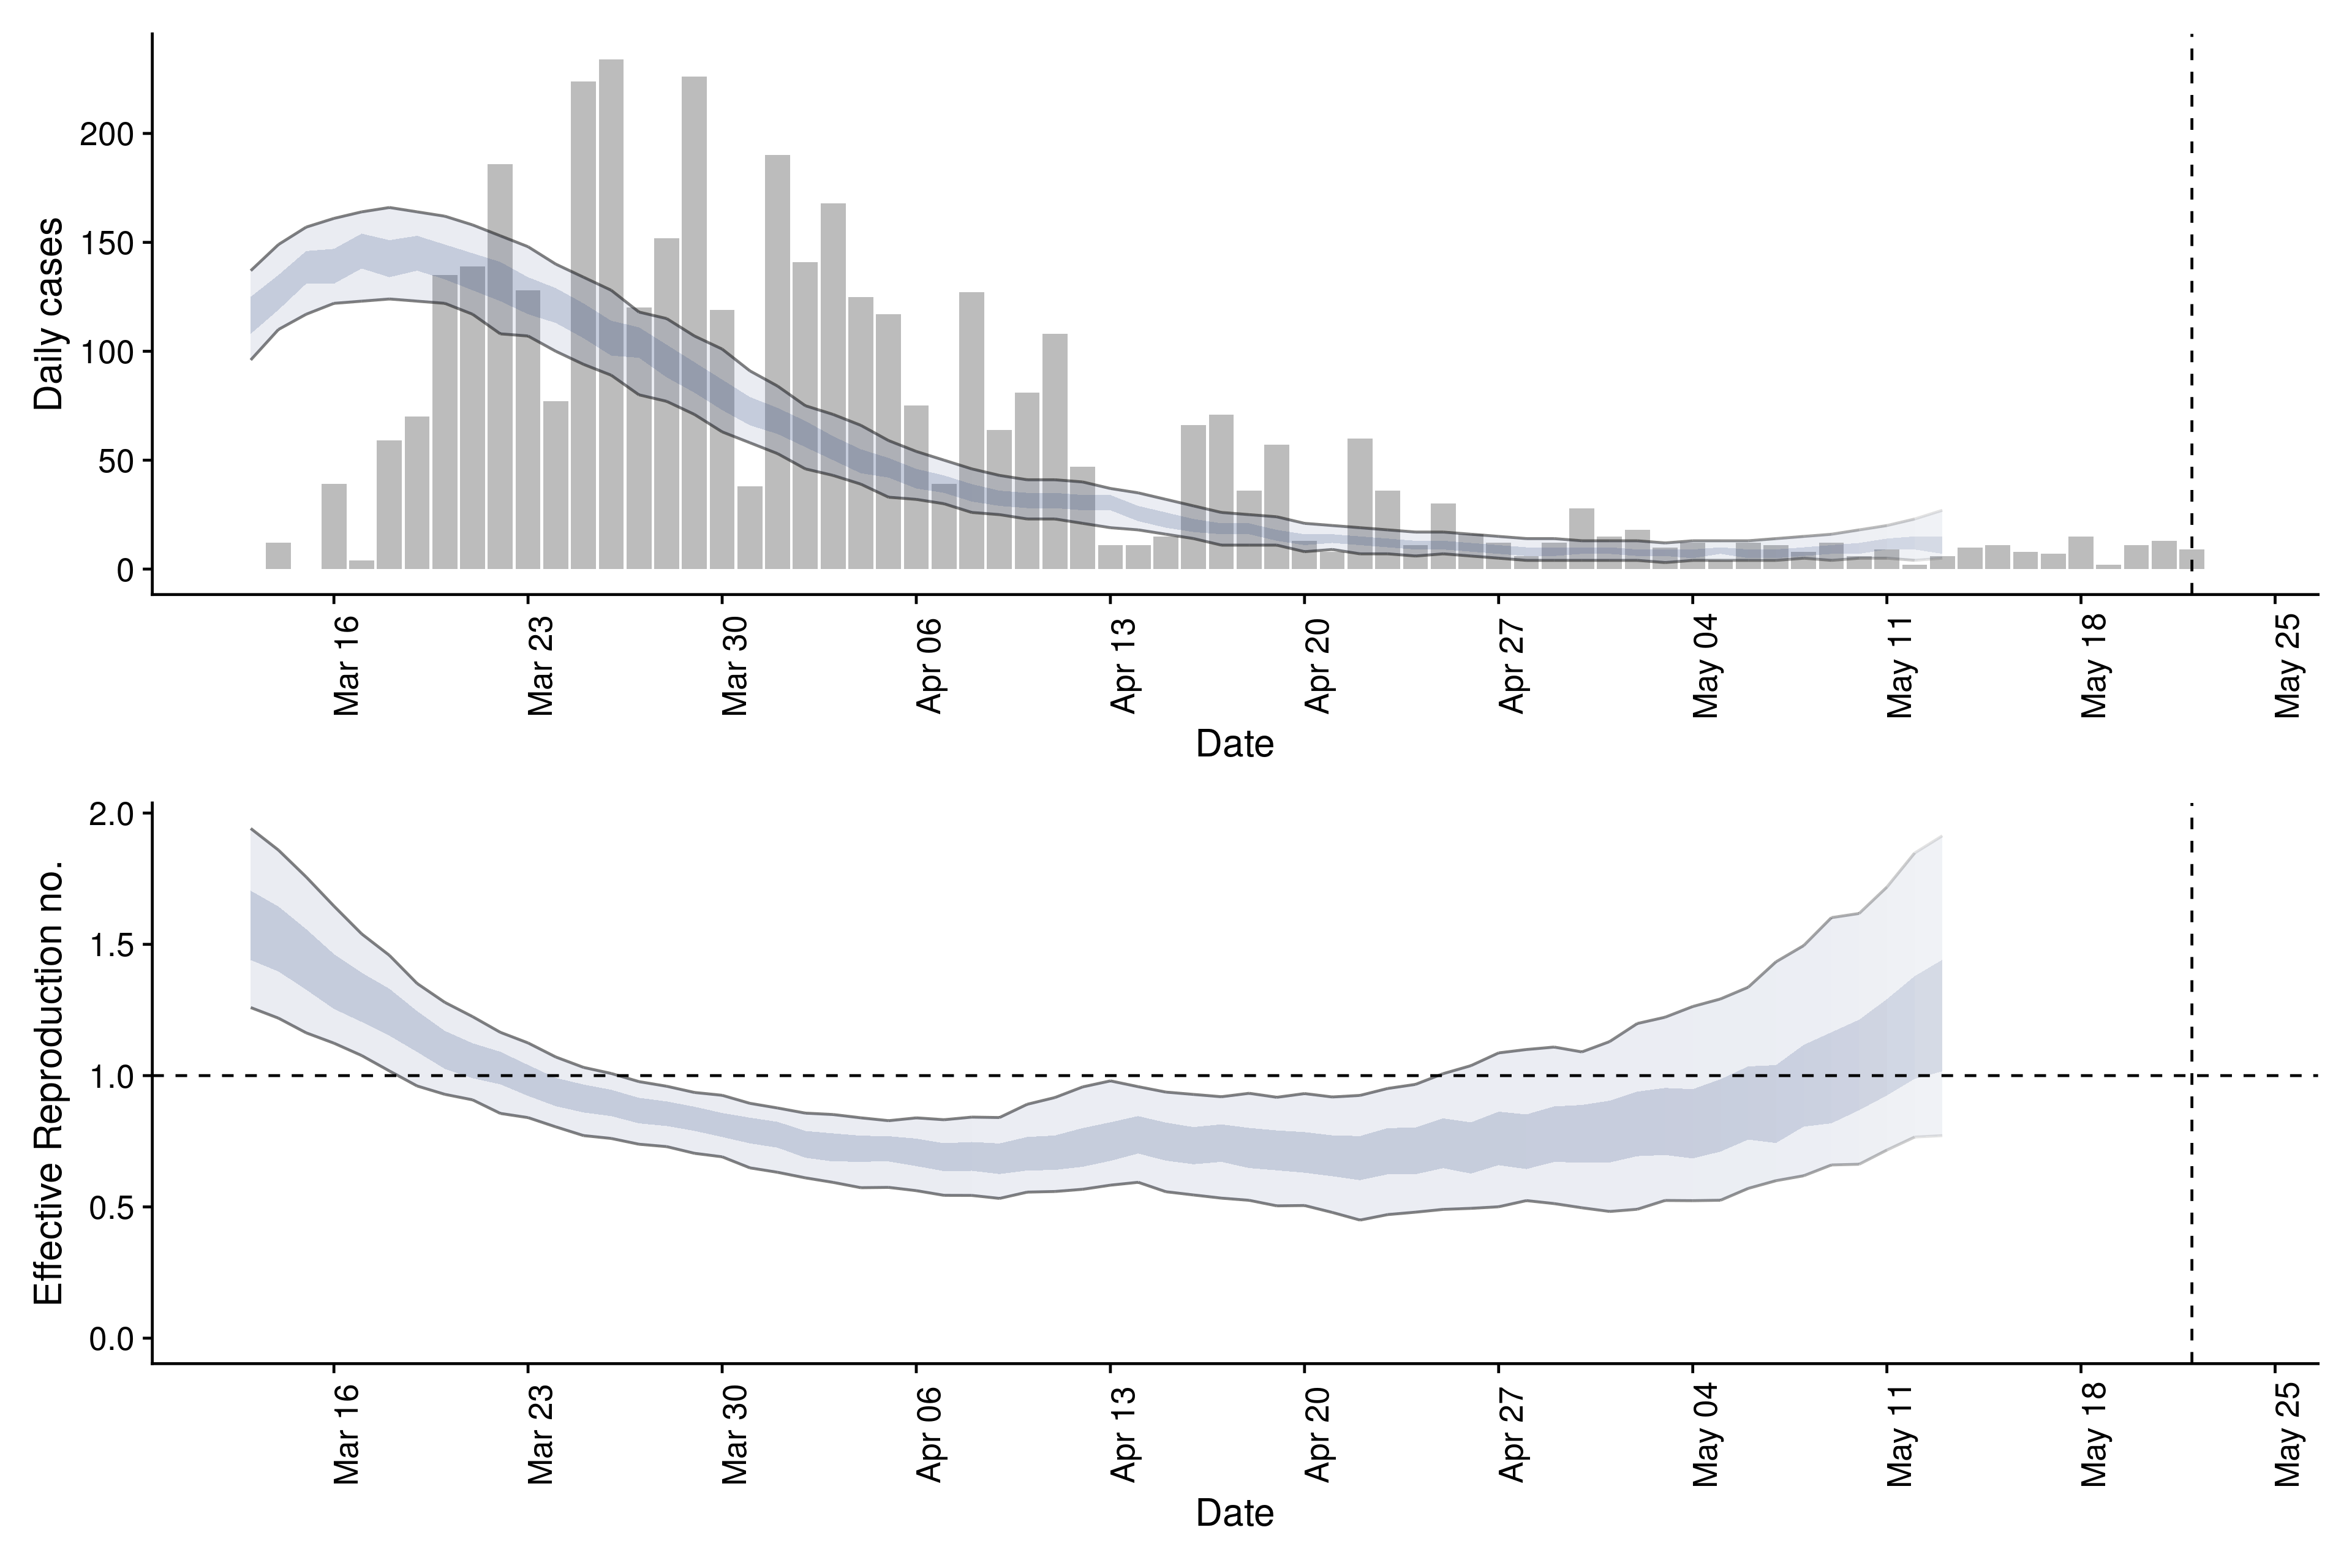 Daily cases
200
150
100
50
0
Mar 16
Mar 23
Mar 30
Apr 06
Apr 13
Apr 20
Apr 27
May 04
May 11
May 18
May 25
Date
Effective Reproduction no.
2.0
1.5
1.0
0.5
0.0
Mar 16
Mar 23
Mar 30
Apr 06
Apr 13
Apr 20
Apr 27
May 04
May 11
May 18
May 25
Date